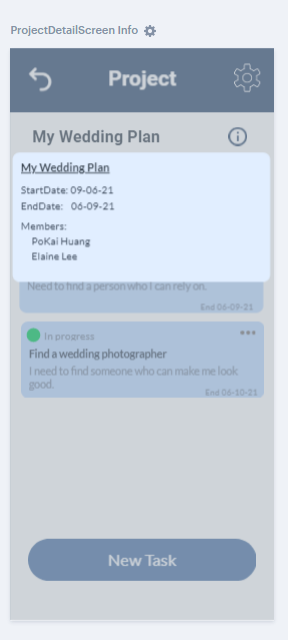 ProjectDetailScreen Info
Project
My Wedding Plan
My Wedding Plan
StartDate: 09-06-21
EndDate: 06-09-21
Members:
PoKai Huang
Elaine Lee
Need to find a person who I can rely on.
End 06-09-21
In progress
Find a wedding photographer
I need to find someone who can make me look
good.
End 06-10-21
New Task